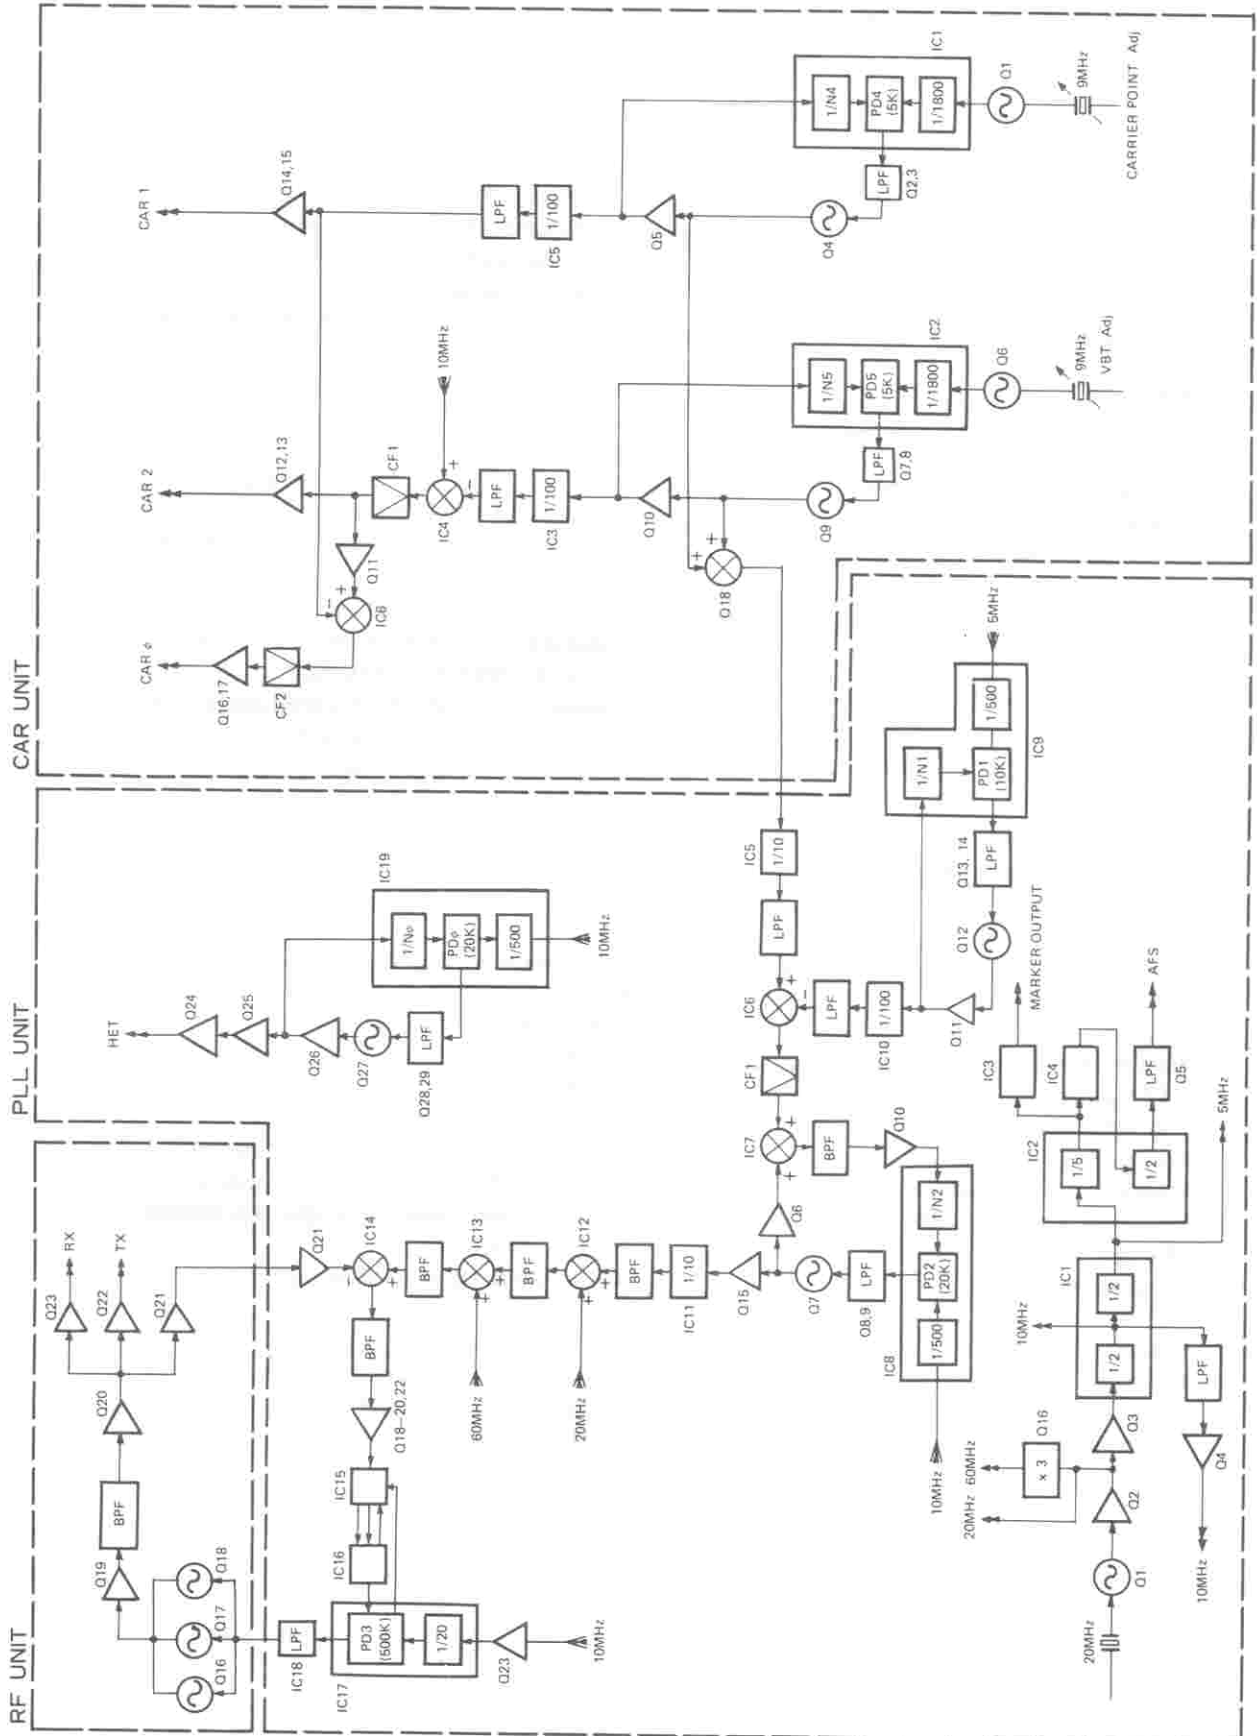 RF UNIT
PLL UNIT
CAR UNIT
Q23
RX
Q22
TX
Q21
Q20
BPF
Q19
Q18
Q17
Q16
HET
Q24
Q25
Q26
Q27
LPF
Q28,29
IC19
1/Nφ
PDφ
(20K)
1/500
10MHz
CAR φ
Q16,17
CF2
IC6
Q11
CAR 2
Q12,13
CF1
IC4
10MHz
LPF
1/100
IC3
Q10
Q9
LPF
Q7,8
IC2
1/N5
PD5
(5K)
1/1800
Q6
9MHz
VBT Adj
CAR 1
Q14,15
LPF
1/100
IC5
Q5
Q4
LPF
Q2,3
IC1
1/N4
PD4
(5K)
1/1800
Q1
9MHz
CARRIER POINT Adj
Q18
IC5
1/10
LPF
IC6
CF1
IC7
LPF
1/100
IC10
Q11
Q12
Q13, 14
LPF
IC9
1/N1
PD1
(10K)
1/500
5MHz
Q21
IC14
BPF
IC13
60MHz
BPF
IC12
20MHz
BPF
1/10
IC11
Q15
Q6
Q7
LPF
Q8,9
BPF
Q10
IC8
1/N2
PD2
(20K)
1/500
10MHz
BPF
Q18–20,22
IC15
IC16
IC17
PD3
(500K)
1/20
IC18
LPF
Q23
10MHz
MARKER OUTPUT
IC3
IC4
AFS
LPF
Q5
IC2
1/5
1/2
5MHz
IC1
1/2
1/2
10MHz
LPF
Q4
10MHz
Q3
Q16
x 3
60MHz
20MHz
Q2
Q1
20MHz